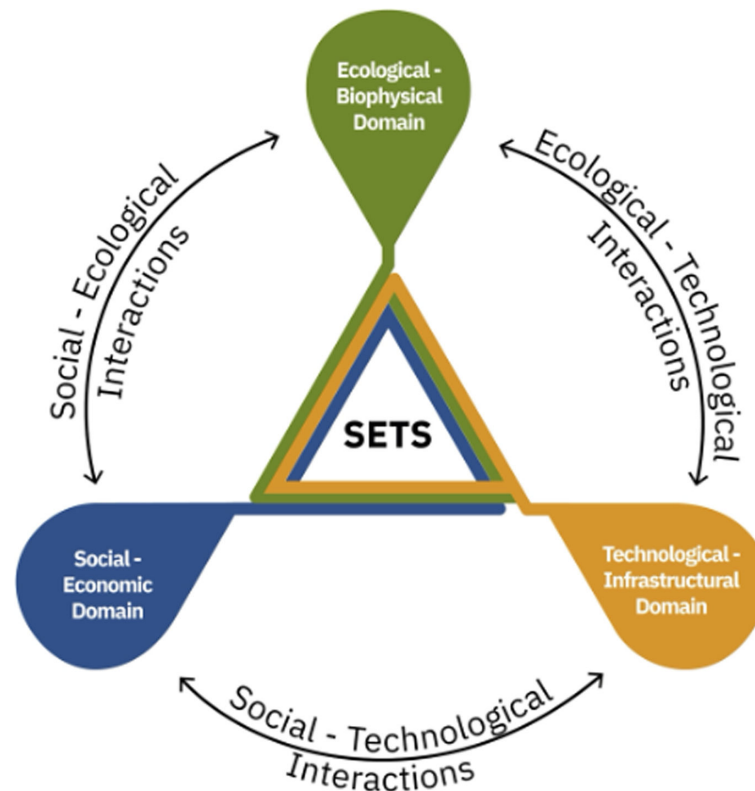 Ecological -
Biophysical
Domain
Social - Ecological
Interactions
Ecological - Technological
Interactions
SETS
Social -
Economic
Domain
Technological -
Infrastructural
Domain
Social - Technological
Interactions